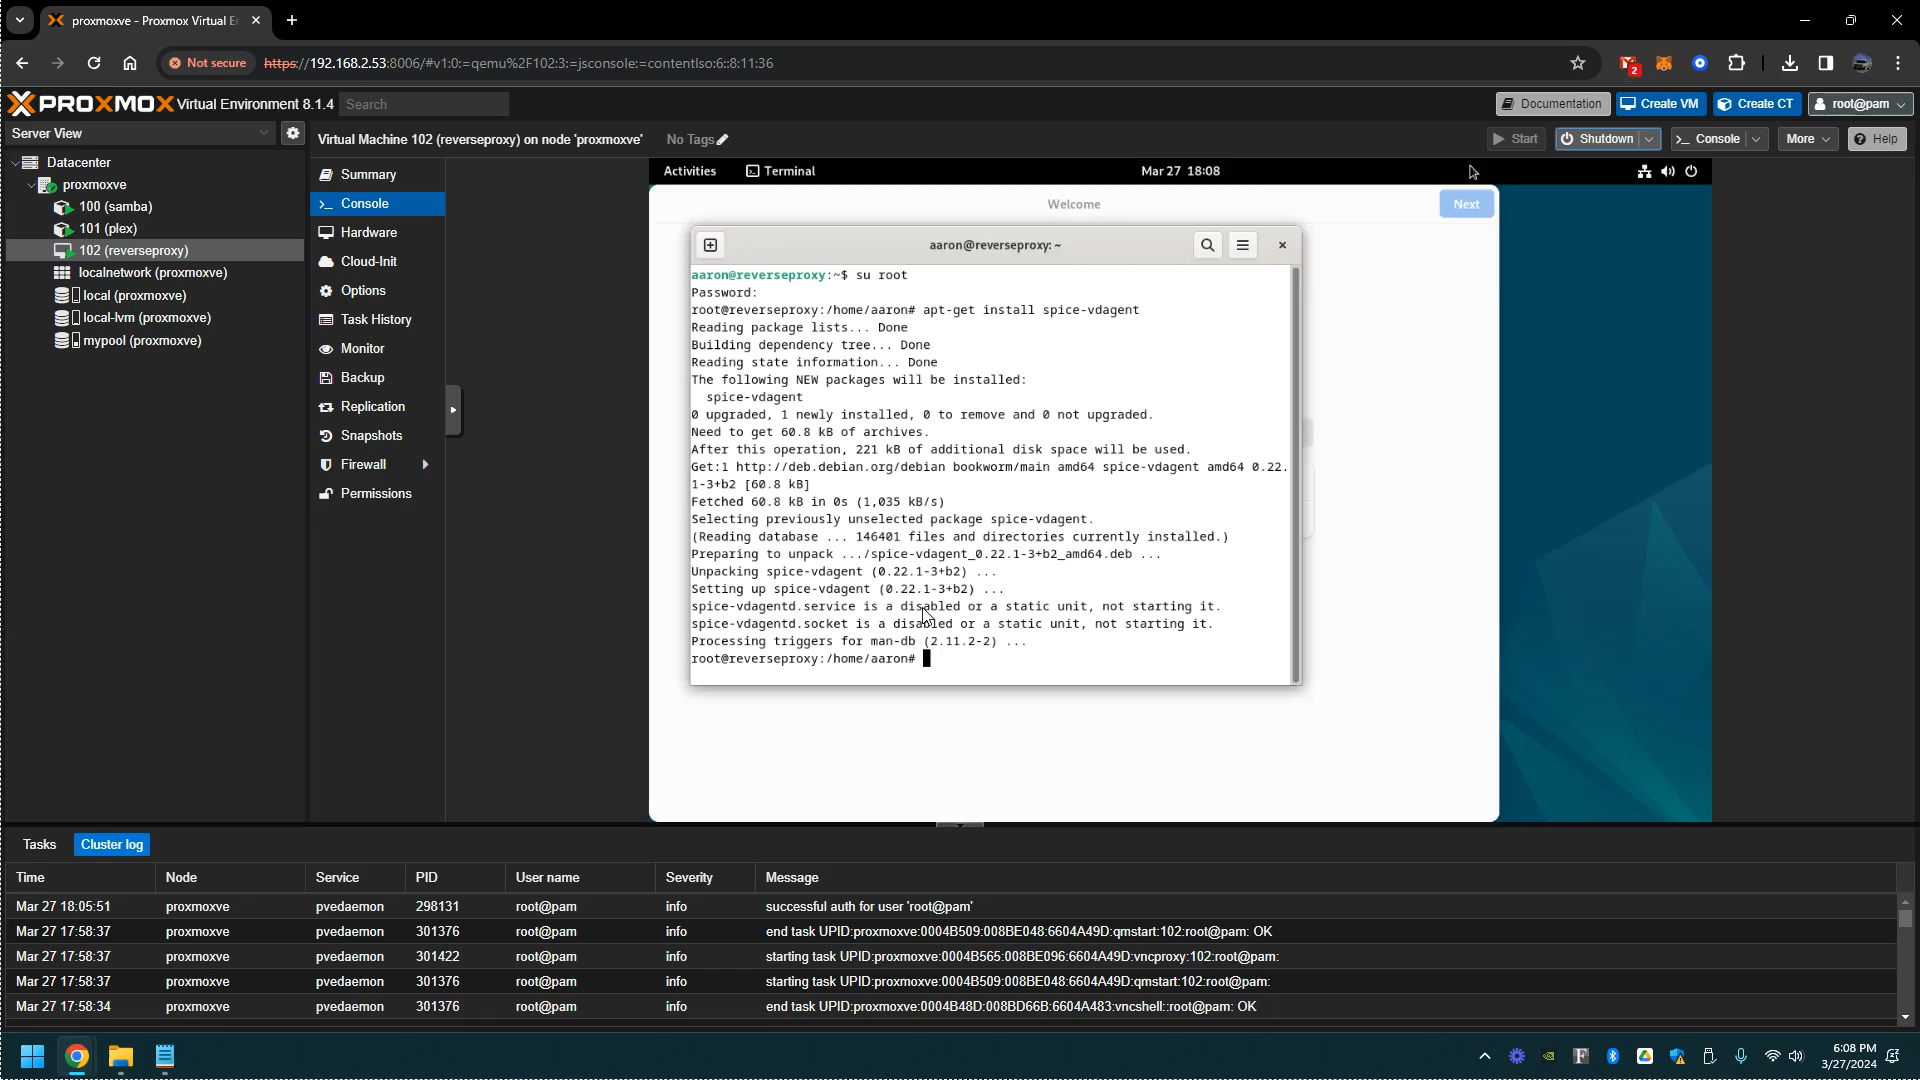 proxmoxve - Proxmox Virtual E
Not secure https://192.168.2.53:8006/#v1:0:=qemu%2F102:3:=jsconsole:=contentIso:6::8:11:36
2
PROXMOX Virtual Environment 8.1.4 Search
Documentation Create VM Create CT root@pam
Server View
Virtual Machine 102 (reverseproxy) on node 'proxmoxve' No Tags
Start Shutdown Console More Help
Datacenter
proxmoxve
100 (samba)
101 (plex)
102 (reverseproxy)
localnetwork (proxmoxve)
local (proxmoxve)
local-lvm (proxmoxve)
mypool (proxmoxve)
Summary
Console
Hardware
Cloud-Init
Options
Task History
Monitor
Backup
Replication
Snapshots
Firewall
Permissions
Activities Terminal Mar 27 18:08
Welcome Next
aaron@reverseproxy: ~
aaron@reverseproxy:~$ su root
Password:
root@reverseproxy:/home/aaron# apt-get install spice-vdagent
Reading package lists... Done
Building dependency tree... Done
Reading state information... Done
The following NEW packages will be installed:
spice-vdagent
0 upgraded, 1 newly installed, 0 to remove and 0 not upgraded.
Need to get 60.8 kB of archives.
After this operation, 221 kB of additional disk space will be used.
Get:1 http://deb.debian.org/debian bookworm/main amd64 spice-vdagent amd64 0.22.
1-3+b2 [60.8 kB]
Fetched 60.8 kB in 0s (1,035 kB/s)
Selecting previously unselected package spice-vdagent.
(Reading database ... 146401 files and directories currently installed.)
Preparing to unpack .../spice-vdagent_0.22.1-3+b2_amd64.deb ...
Unpacking spice-vdagent (0.22.1-3+b2) ...
Setting up spice-vdagent (0.22.1-3+b2) ...
spice-vdagentd.service is a disabled or a static unit, not starting it.
spice-vdagentd.socket is a disabled or a static unit, not starting it.
Processing triggers for man-db (2.11.2-2) ...
root@reverseproxy:/home/aaron#
Tasks Cluster log
Time Node Service PID User name Severity Message
Mar 27 18:05:51 proxmoxve pvedaemon 298131 root@pam info successful auth for user 'root@pam'
Mar 27 17:58:37 proxmoxve pvedaemon 301376 root@pam info end task UPID:proxmoxve:0004B509:008BE048:6604A49D:qmstart:102:root@pam: OK
Mar 27 17:58:37 proxmoxve pvedaemon 301422 root@pam info starting task UPID:proxmoxve:0004B565:008BE096:6604A49D:vncproxy:102:root@pam:
Mar 27 17:58:37 proxmoxve pvedaemon 301376 root@pam info starting task UPID:proxmoxve:0004B509:008BE048:6604A49D:qmstart:102:root@pam:
Mar 27 17:58:34 proxmoxve pvedaemon 301376 root@pam info end task UPID:proxmoxve:0004B48D:008BD66B:6604A483:vncshell::root@pam: OK
6:08 PM
3/27/2024